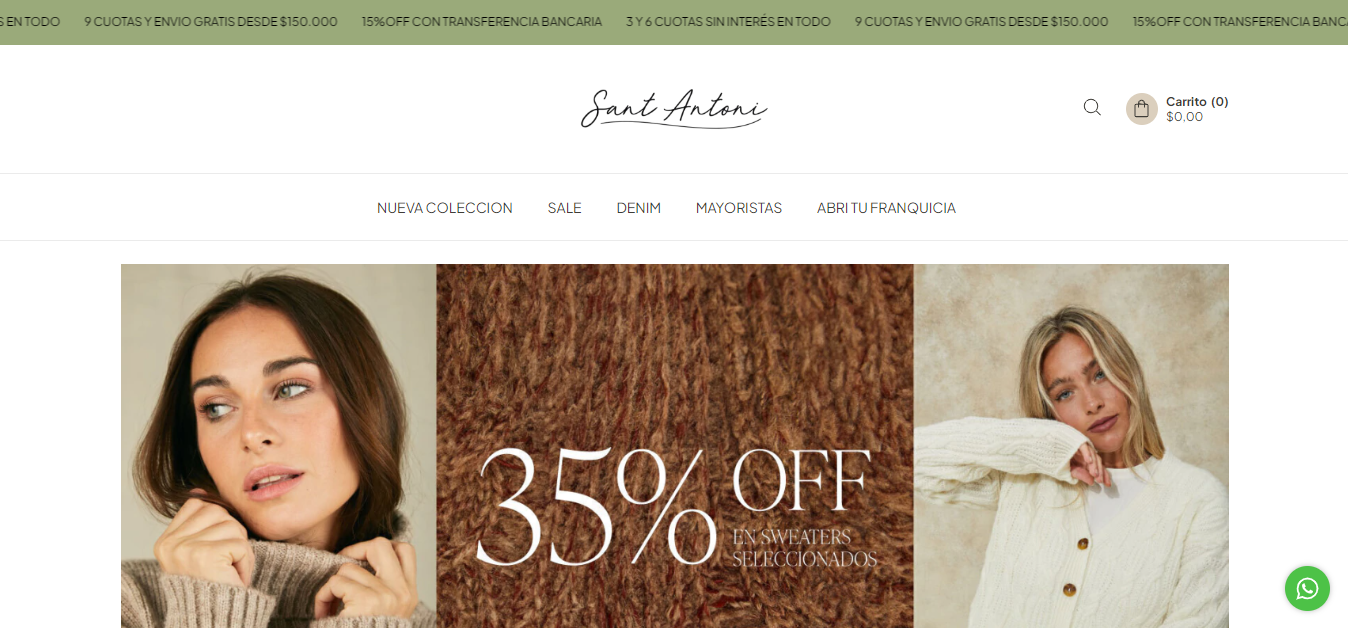 S EN TODO 9 CUOTAS Y ENVIO GRATIS DESDE $150.000 15%OFF CON TRANSFERENCIA BANCARIA 3 Y 6 CUOTAS SIN INTERÉS EN TODO 9 CUOTAS Y ENVIO GRATIS DESDE $150.000 15%OFF CON TRANSFERENCIA BANCA
Sant Antoni
Carrito (0)
$0,00
NUEVA COLECCION SALE DENIM MAYORISTAS ABRI TU FRANQUICIA
35% OFF
EN SWEATERS
SELECCIONADOS